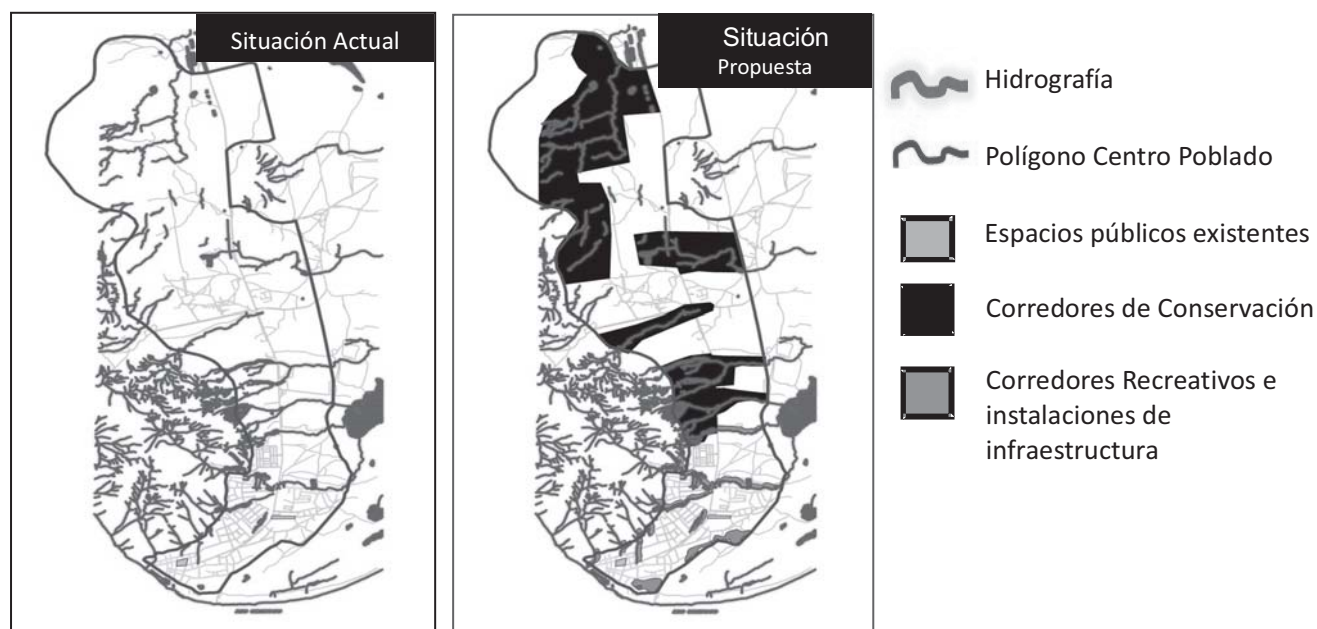 Situación Actual
Situación
Propuesta
Hidrografía
Polígono Centro Poblado
Espacios públicos existentes
Corredores de Conservación
Corredores Recreativos e
instalaciones de
infraestructura